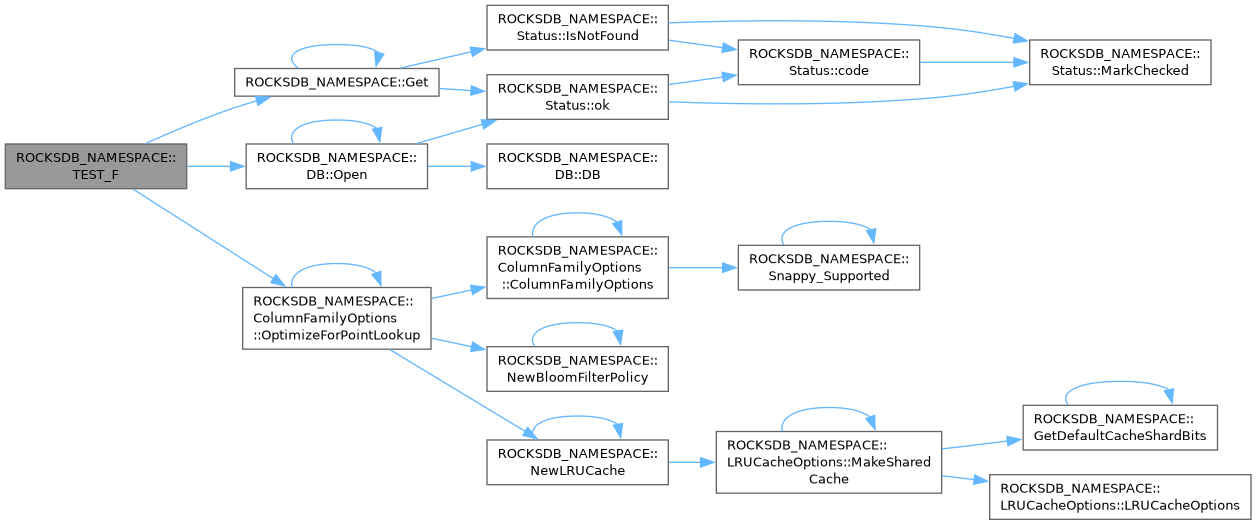 ROCKSDB_NAMESPACE::
TEST_F
ROCKSDB_NAMESPACE::Get
ROCKSDB_NAMESPACE::
DB::Open
ROCKSDB_NAMESPACE::
ColumnFamilyOptions
::OptimizeForPointLookup
ROCKSDB_NAMESPACE::
Status::IsNotFound
ROCKSDB_NAMESPACE::
Status::ok
ROCKSDB_NAMESPACE::
DB::DB
ROCKSDB_NAMESPACE::
ColumnFamilyOptions
::ColumnFamilyOptions
ROCKSDB_NAMESPACE::
NewBloomFilterPolicy
ROCKSDB_NAMESPACE::
NewLRUCache
ROCKSDB_NAMESPACE::
Status::code
ROCKSDB_NAMESPACE::
Snappy_Supported
ROCKSDB_NAMESPACE::
LRUCacheOptions::MakeShared
Cache
ROCKSDB_NAMESPACE::
Status::MarkChecked
ROCKSDB_NAMESPACE::
GetDefaultCacheShardBits
ROCKSDB_NAMESPACE::
LRUCacheOptions::LRUCacheOptions